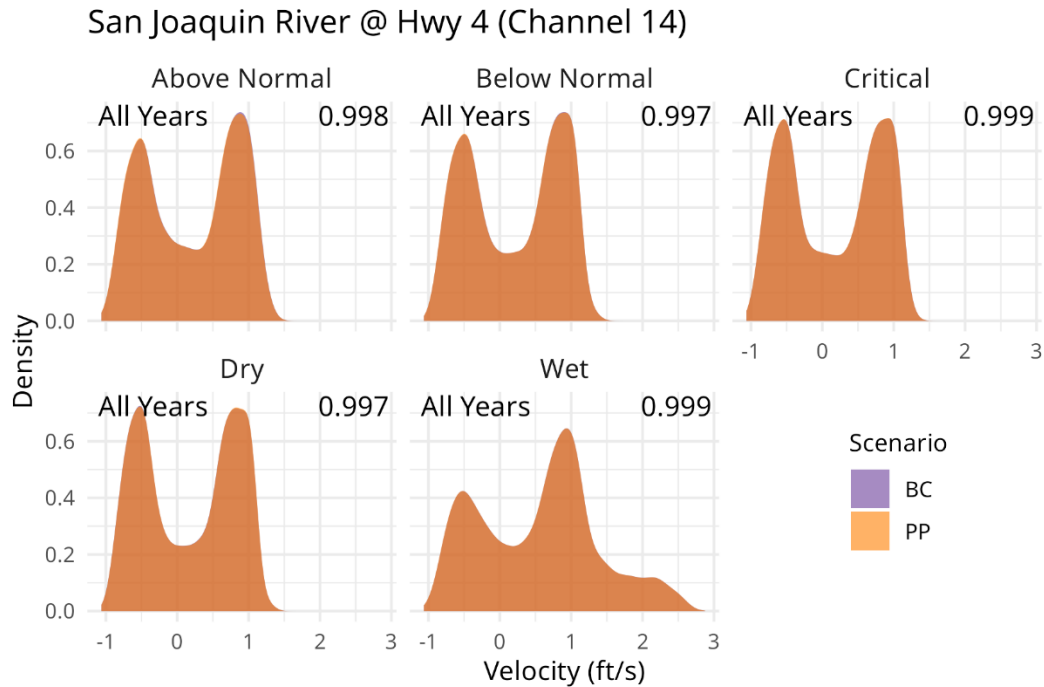 San Joaquin River @ Hwy 4 (Channel 14)
Above Normal
Below Normal
Critical
All Years 0.998
All Years 0.997
All Years 0.999
0.6
0.4
0.2
0.0
-1 0 1 2 3
Density
Dry
Wet
All Years 0.997
All Years 0.999
0.6
0.4
0.2
0.0
-1 0 1 2 3
-1 0 1 2 3
Velocity (ft/s)
Scenario
BC
PP